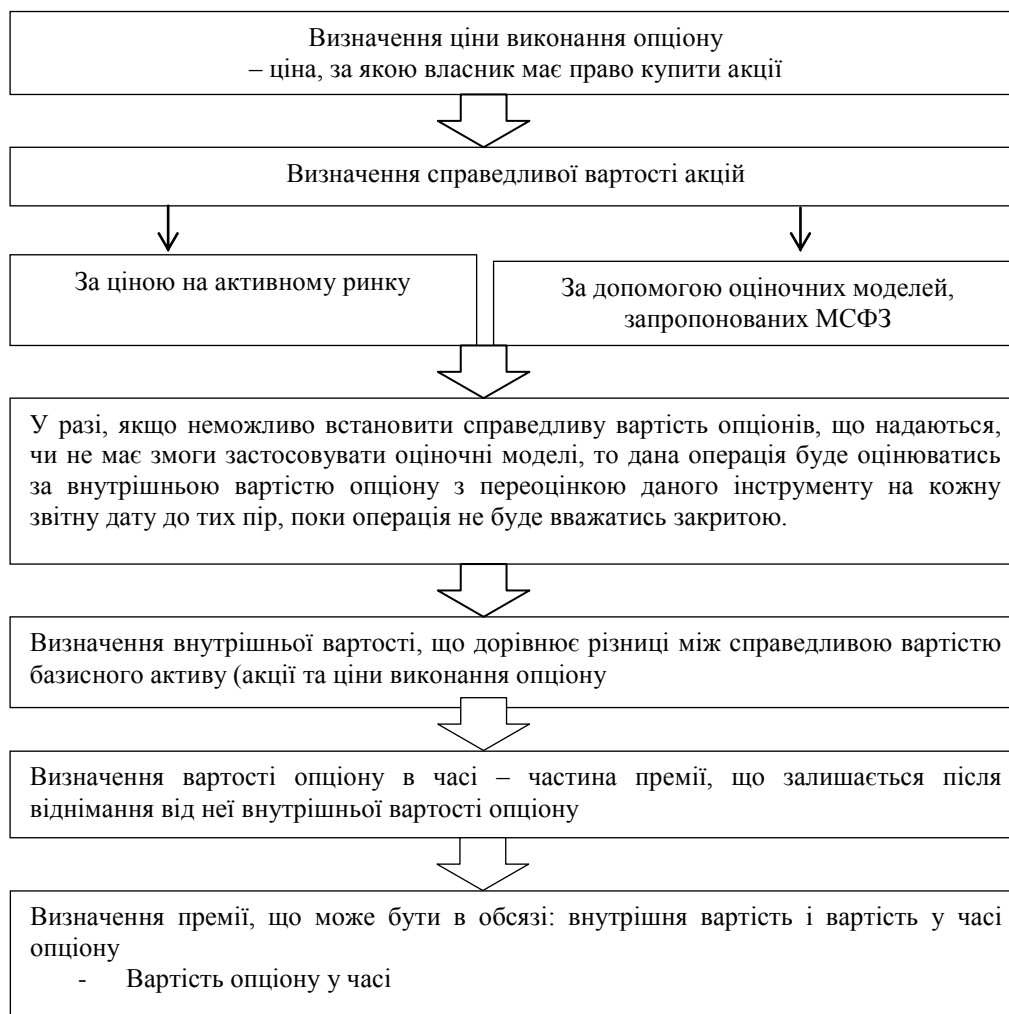 Визначення ціни виконання опціону
– ціна, за якою власник має право купити акції
Визначення справедливої вартості акцій
За ціною на активному ринку
За допомогою оціночних моделей,
запропонованих МСФЗ
У разі, якщо неможливо встановити справедливу вартість опціонів, що надаються,
чи не має змоги застосовувати оціночні моделі, то дана операція буде оцінюватись
за внутрішньою вартістю опціону з переоцінкою даного інструменту на кожну
звітну дату до тих пір, поки операція не буде вважатись закритою.
Визначення внутрішньої вартості, що дорівнює різниці між справедливою вартістю
базисного активу (акції та ціни виконання опціону
Визначення вартості опціону в часі – частина премії, що залишається після
віднімання від неї внутрішньої вартості опціону
Визначення премії, що може бути в обсязі: внутрішня вартість і вартість у часі
опціону
- Вартість опціону у часі